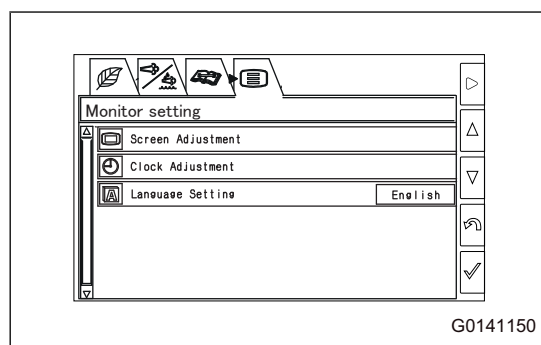 Monitor setting
Screen Adjustment
Clock Adjustment
Language Setting English
G0141150